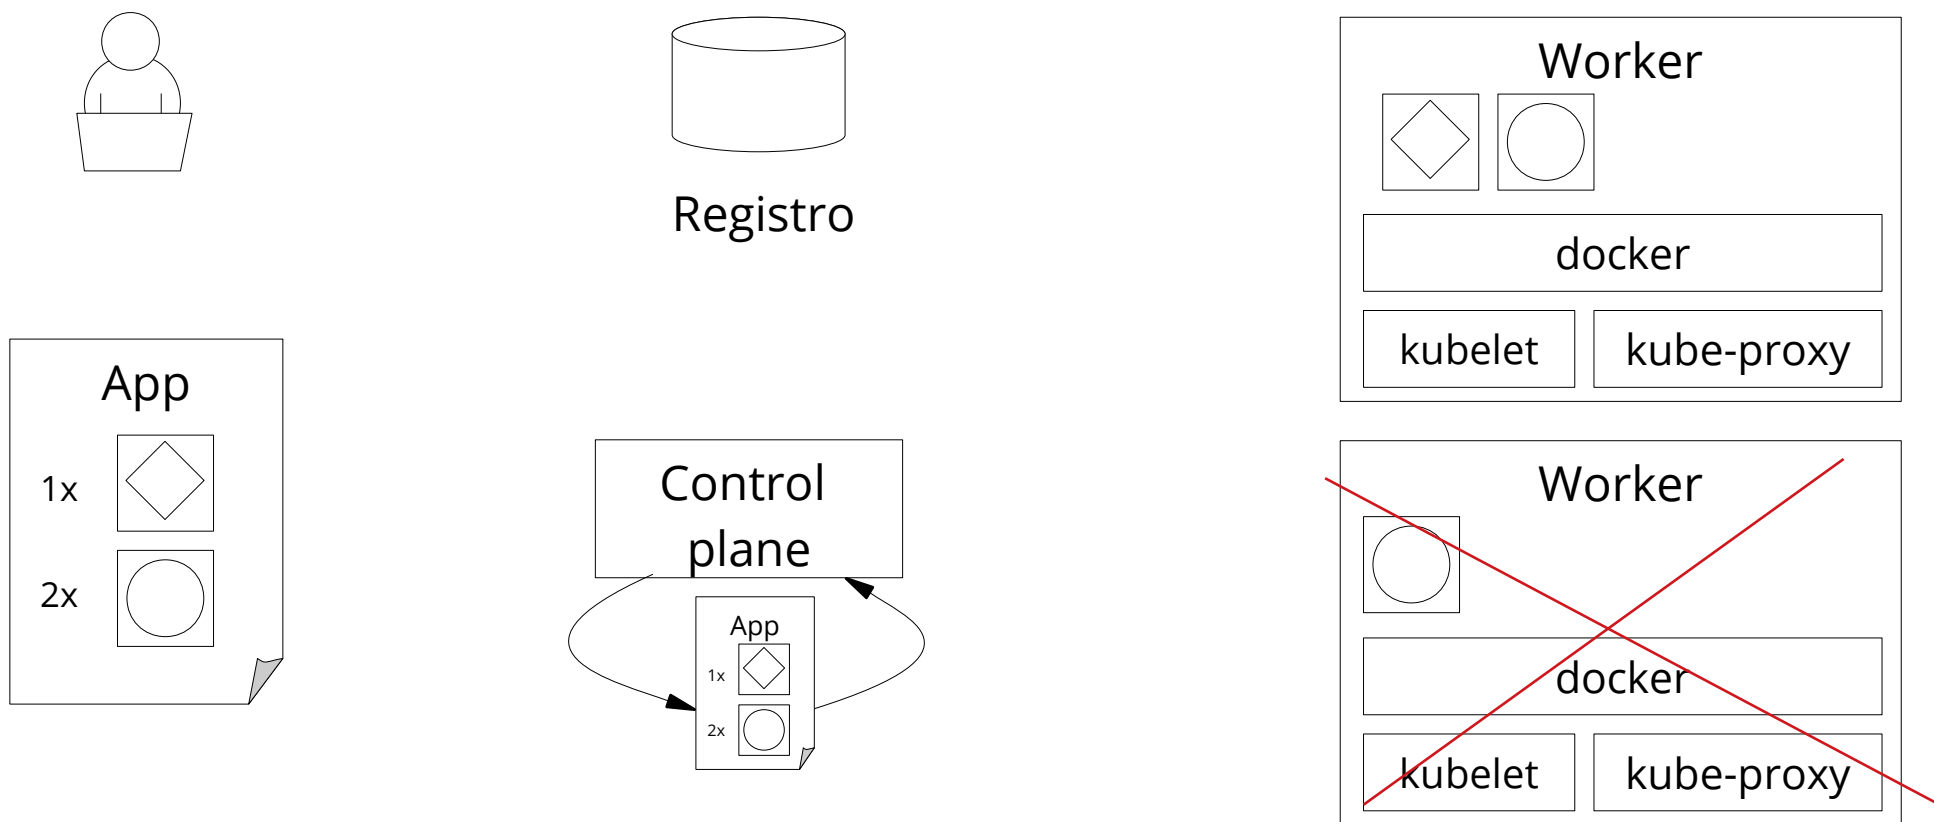 Registro
App
1x
2x
Control
plane
App
1x
2x
Worker
docker
kubelet
kube-proxy
Worker
docker
kubelet
kube-proxy